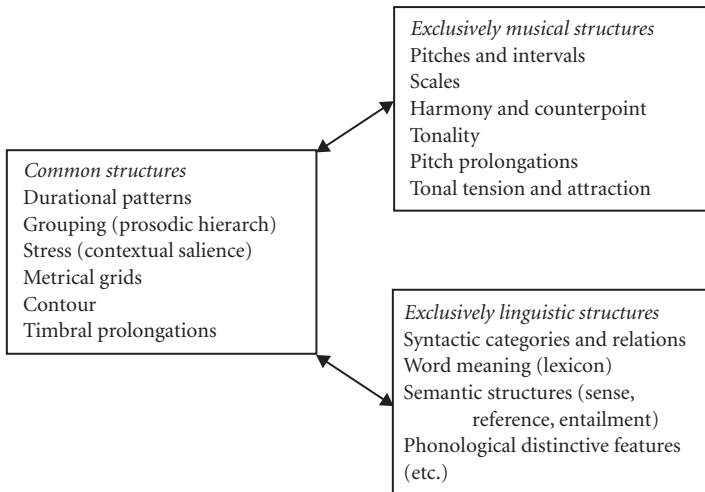 Exclusively musical structures
Pitches and intervals
Scales
Harmony and counterpoint
Tonality
Pitch prolongations
Tonal tension and attraction
Common structures
Durational patterns
Grouping (prosodic hierarch)
Stress (contextual salience)
Metrical grids
Contour
Timbral prolongations
Exclusively linguistic structures
Syntactic categories and relations
Word meaning (lexicon)
Semantic structures (sense,
reference, entailment)
Phonological distinctive features
(etc.)